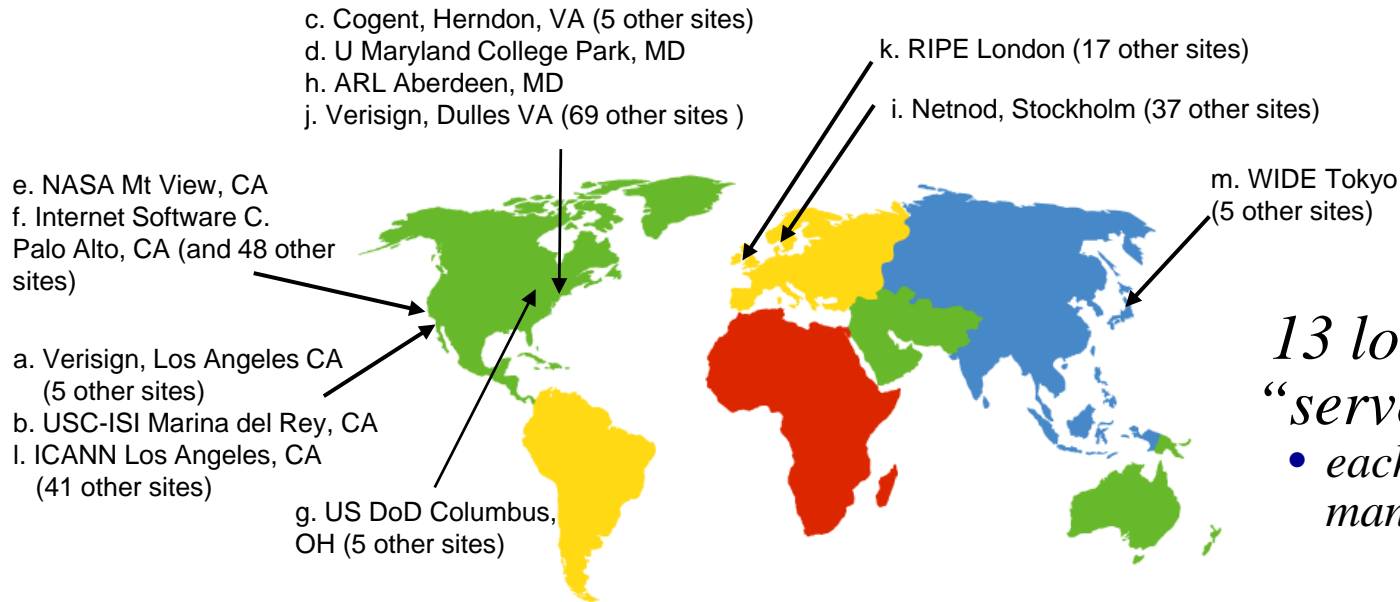 c. Cogent, Herndon, VA (5 other sites)
d. U Maryland College Park, MD
h. ARL Aberdeen, MD
j. Verisign, Dulles VA (69 other sites )
k. RIPE London (17 other sites)
i. Netnod, Stockholm (37 other sites)
m. WIDE Tokyo
(5 other sites)
e. NASA Mt View, CA
f. Internet Software C.
Palo Alto, CA (and 48 other
sites)
a. Verisign, Los Angeles CA
(5 other sites)
b. USC-ISI Marina del Rey, CA
l. ICANN Los Angeles, CA
(41 other sites)
g. US DoD Columbus,
OH (5 other sites)
13 lo
“serv
• each
man